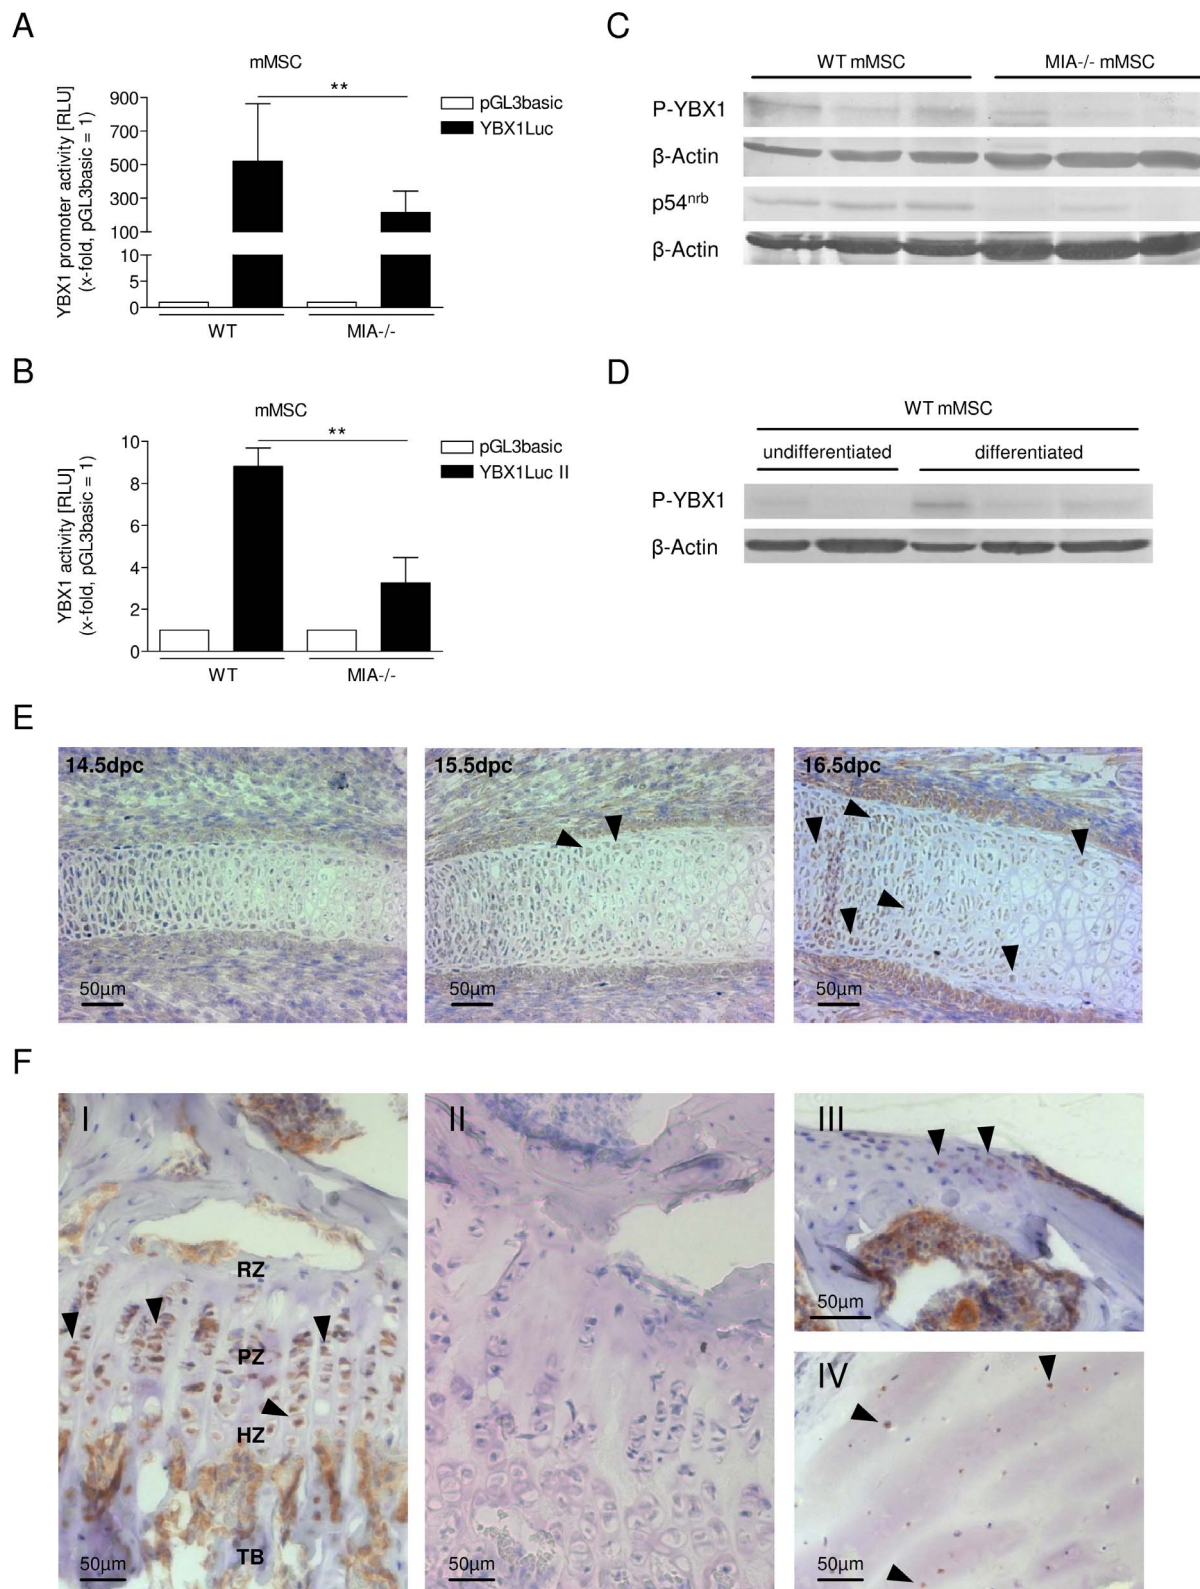 A
mMSC
**
YBX1 promoter activity [RLU]
(x-fold, pGL3basic = 1)
900
700
500
300
100
10
5
0
WT
MIA-/-
pGL3basic
YBX1Luc
B
mMSC
**
YBX1 activity [RLU]
(x-fold, pGL3basic = 1)
10
8
6
4
2
0
WT
MIA-/-
pGL3basic
YBX1Luc II
C
WT mMSC
MIA-/- mMSC
P-YBX1
β-Actin
p54nrb
β-Actin
D
WT mMSC
undifferentiated
differentiated
P-YBX1
β-Actin
E
14.5dpc
50µm
15.5dpc
50µm
16.5dpc
50µm
F
I
RZ
PZ
HZ
TB
50µm
II
50µm
III
50µm
IV
50µm